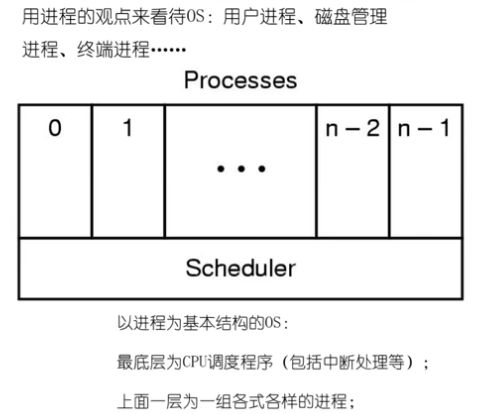 用进程的观点来看待OS：用户进程、磁盘管理
进程、终端进程……
Processes
0 1 ••• n – 2 n – 1
Scheduler
以进程为基本结构的OS：
最底层为CPU调度程序（包括中断处理等）；
上面一层为一组各式各样的进程；